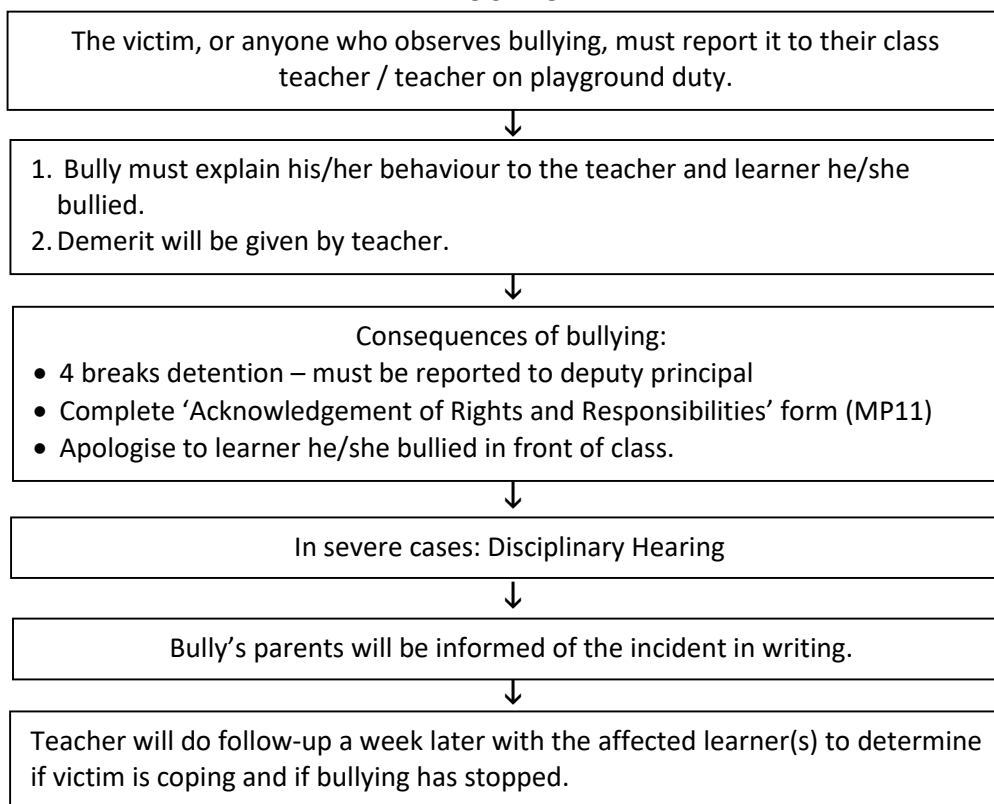 The victim, or anyone who observes bullying, must report it to their class
teacher / teacher on playground duty.
↓
1. Bully must explain his/her behaviour to the teacher and learner he/she
bullied.
2. Demerit will be given by teacher.
↓
Consequences of bullying:
• 4 breaks detention – must be reported to deputy principal
• Complete ‘Acknowledgement of Rights and Responsibilities’ form (MP11)
• Apologise to learner he/she bullied in front of class.
↓
In severe cases: Disciplinary Hearing
↓
Bully’s parents will be informed of the incident in writing.
↓
Teacher will do follow-up a week later with the affected learner(s) to determine
if victim is coping and if bullying has stopped.